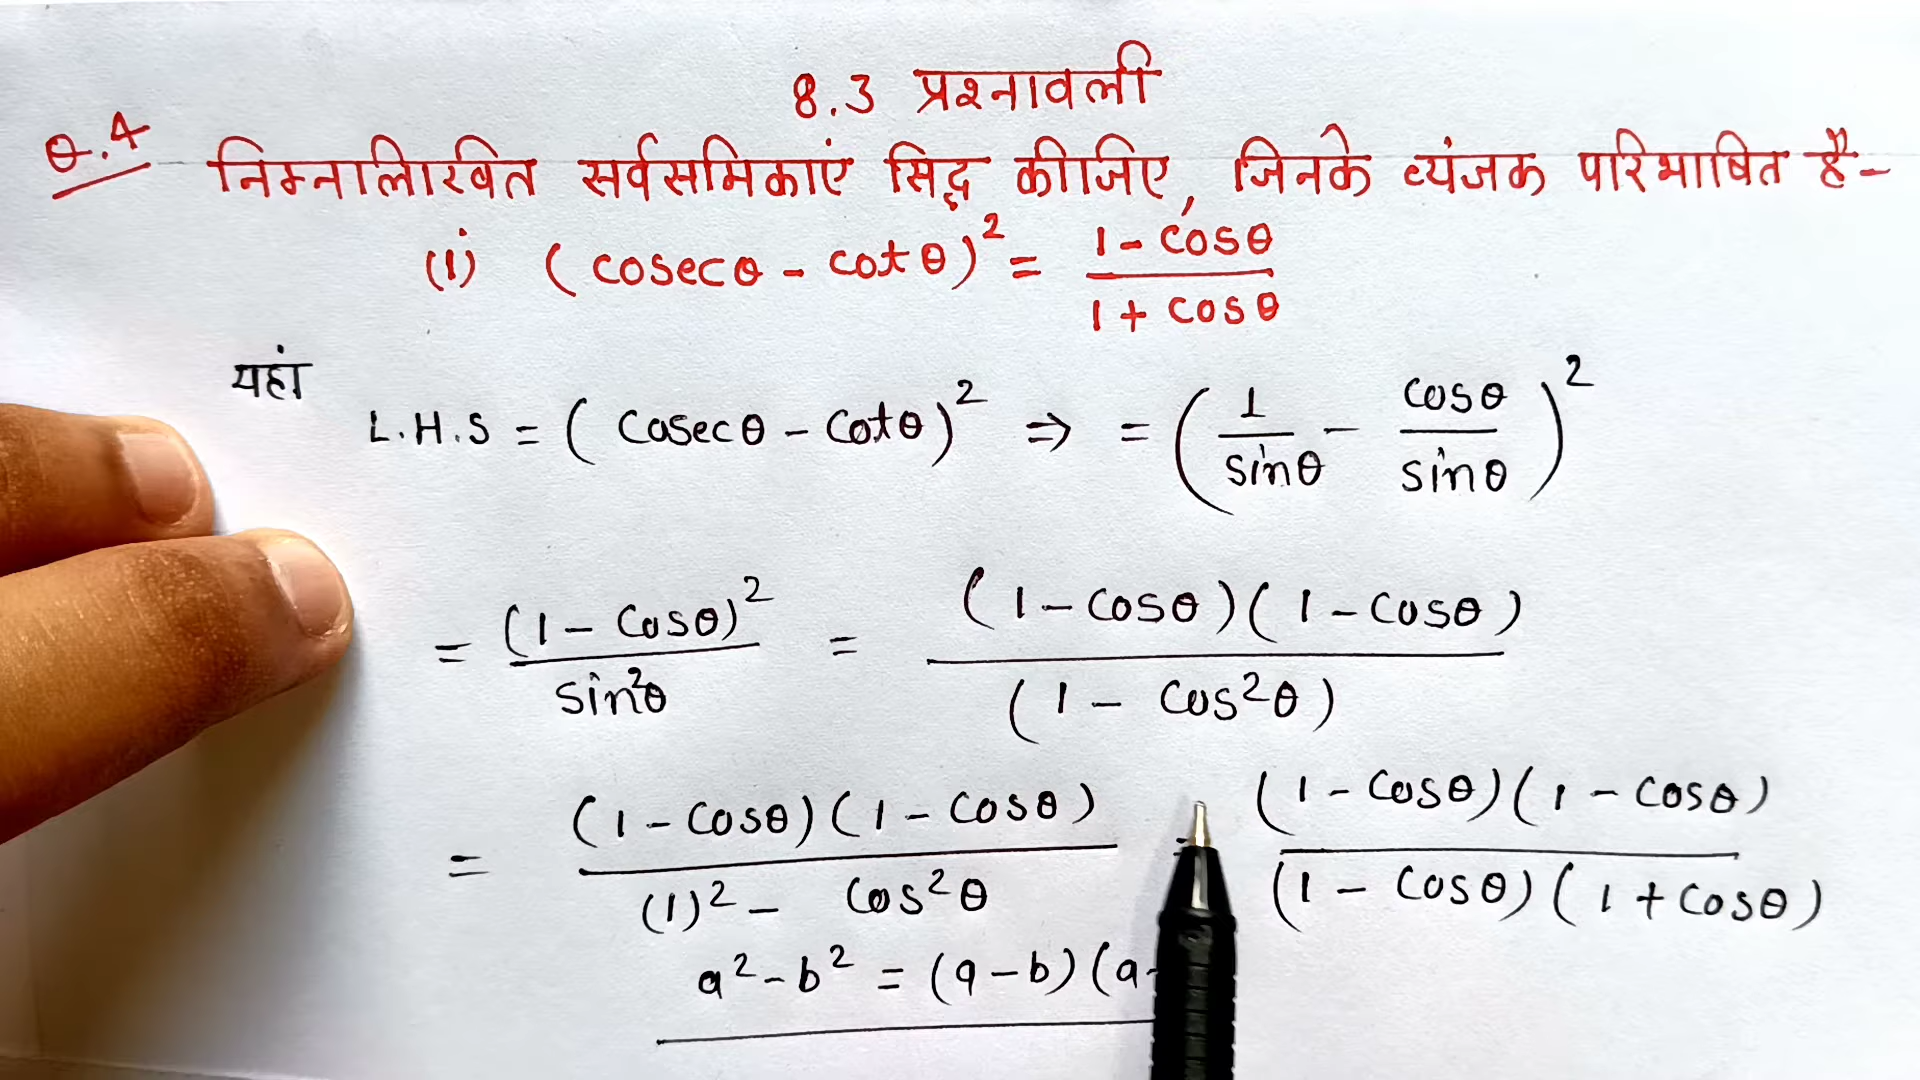 8.3 प्रश्नावली
Q.4 निम्नलिखित सर्वसमिकाएं सिद्ध कीजिए, जिनके व्यंजक परिभाषित है-
(i) (cosecθ - cotθ)² = (1 - cosθ)/(1 + cosθ)
यहां
L.H.S = (cosecθ - cotθ)² ⇒ = (1/sinθ - cosθ/sinθ)²
= (1 - cosθ)²/sin²θ = (1 - cosθ)(1 - cosθ)/(1 - cos²θ)
= (1 - cosθ)(1 - cosθ)/((1)² - cos²θ) = (1 - cosθ)(1 - cosθ)/((1 - cosθ)(1 + cosθ))
a² - b² = (a - b)(a